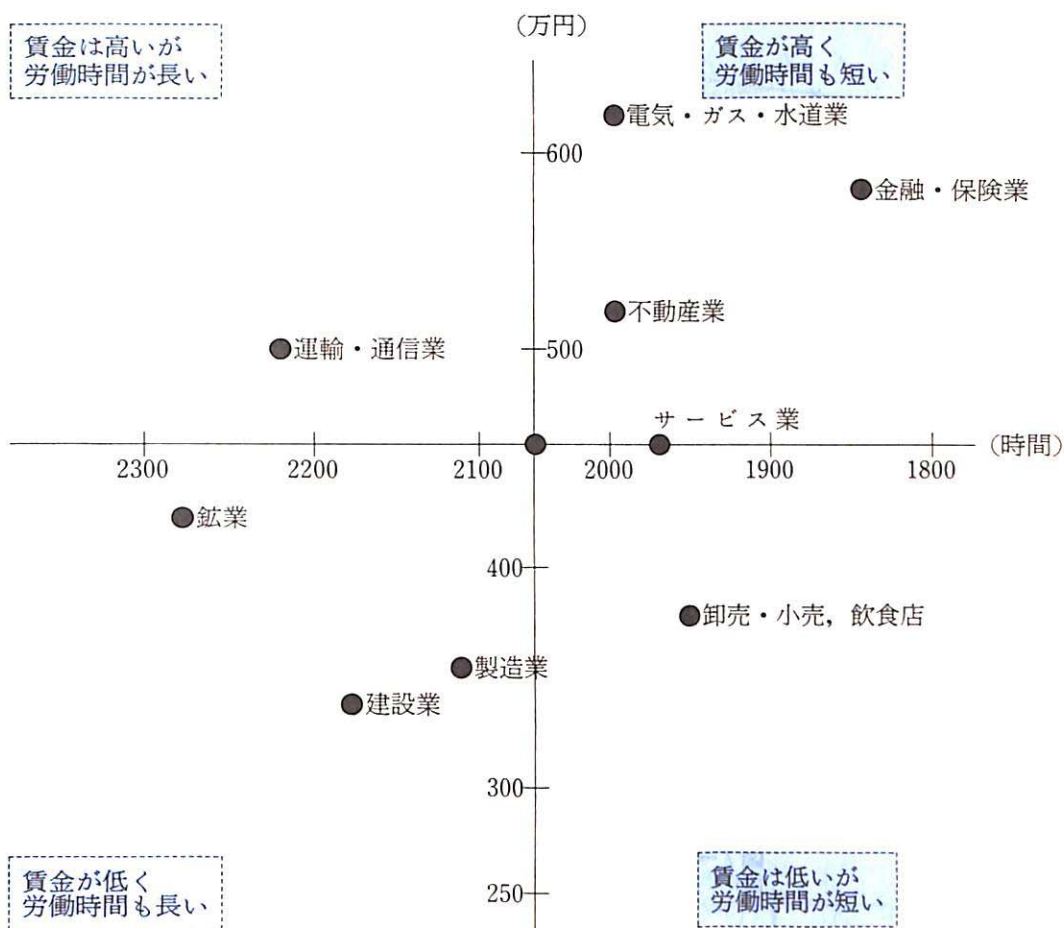 (万円)
賃金は高いが
労働時間が長い
賃金が高く
労働時間も短い
電気・ガス・水道業
600
金融・保険業
不動産業
運輸・通信業
500
サービス業
2300
2200
2100
2000
1900
1800
(時間)
鉱業
400
卸売・小売，飲食店
製造業
建設業
300
賃金が低く
労働時間も長い
賃金は低いが
労働時間が短い
250